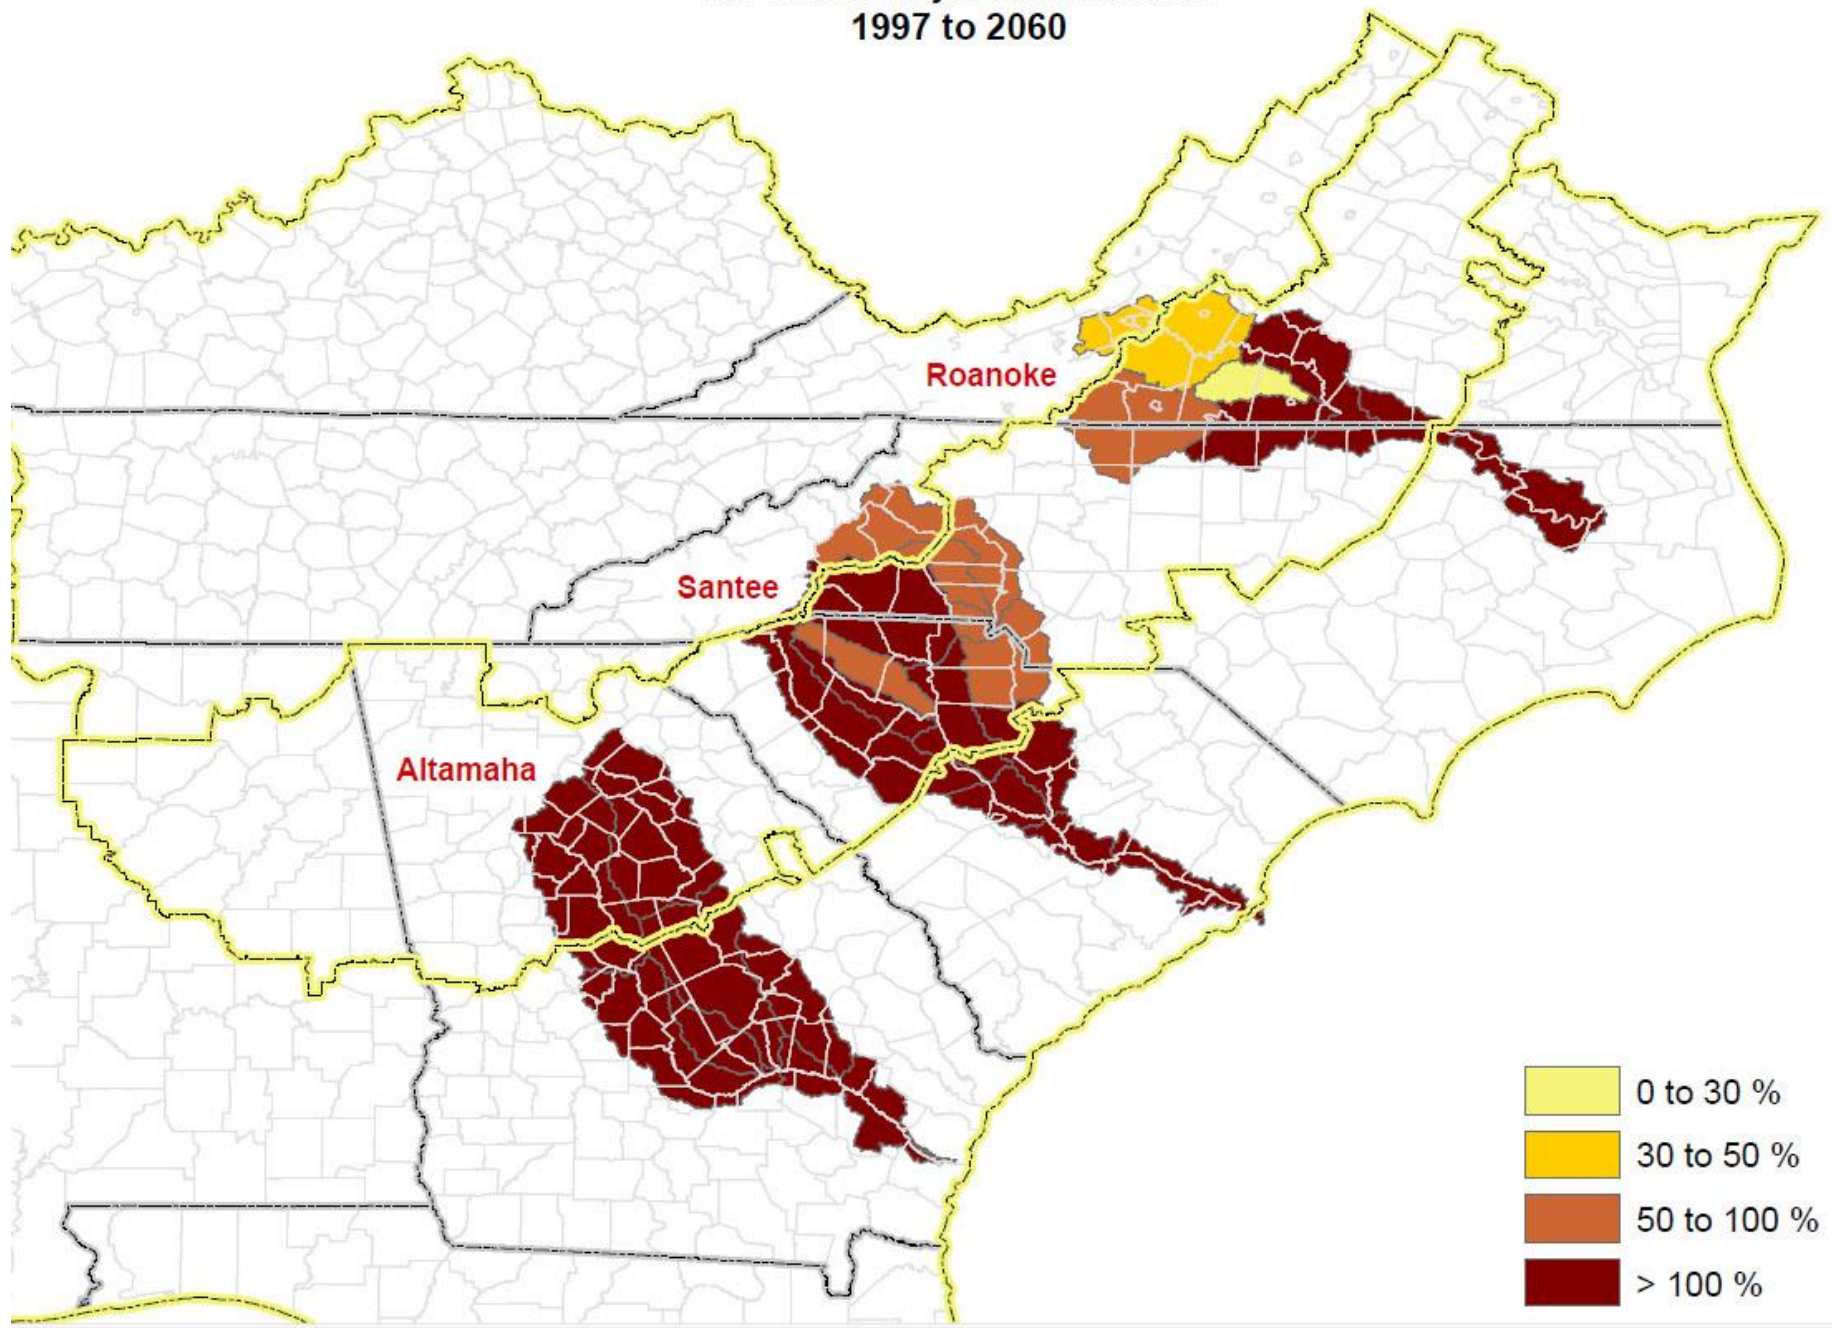 1997 to 2060
Roanoke
Santee
Altamaha
0 to 30 %
30 to 50 %
50 to 100 %
> 100 %